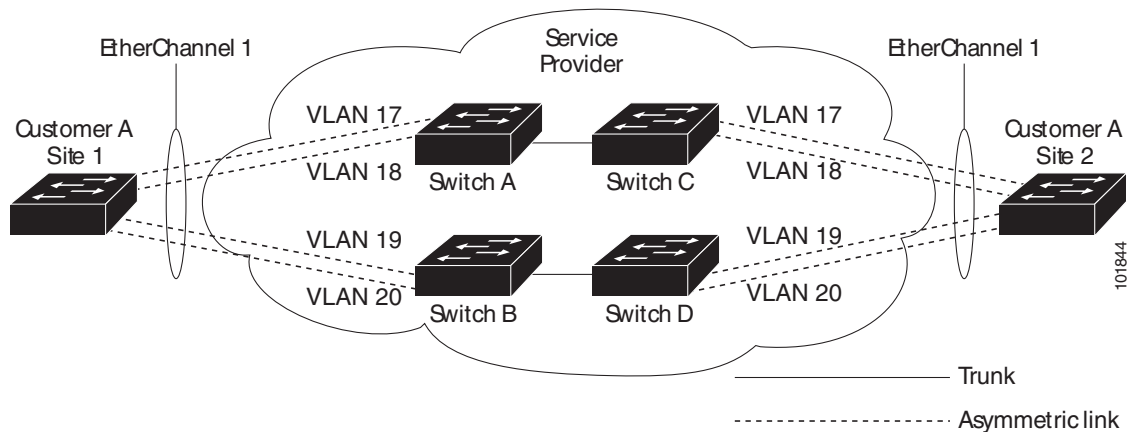 EtherChannel 1
Service
Provider
EtherChannel 1
Customer A
Site 1
VLAN 17
VLAN 18
Switch A
Switch C
VLAN 17
VLAN 18
Customer A
Site 2
VLAN 19
VLAN 20
Switch B
Switch D
VLAN 19
VLAN 20
101844
Trunk
Asymmetric link